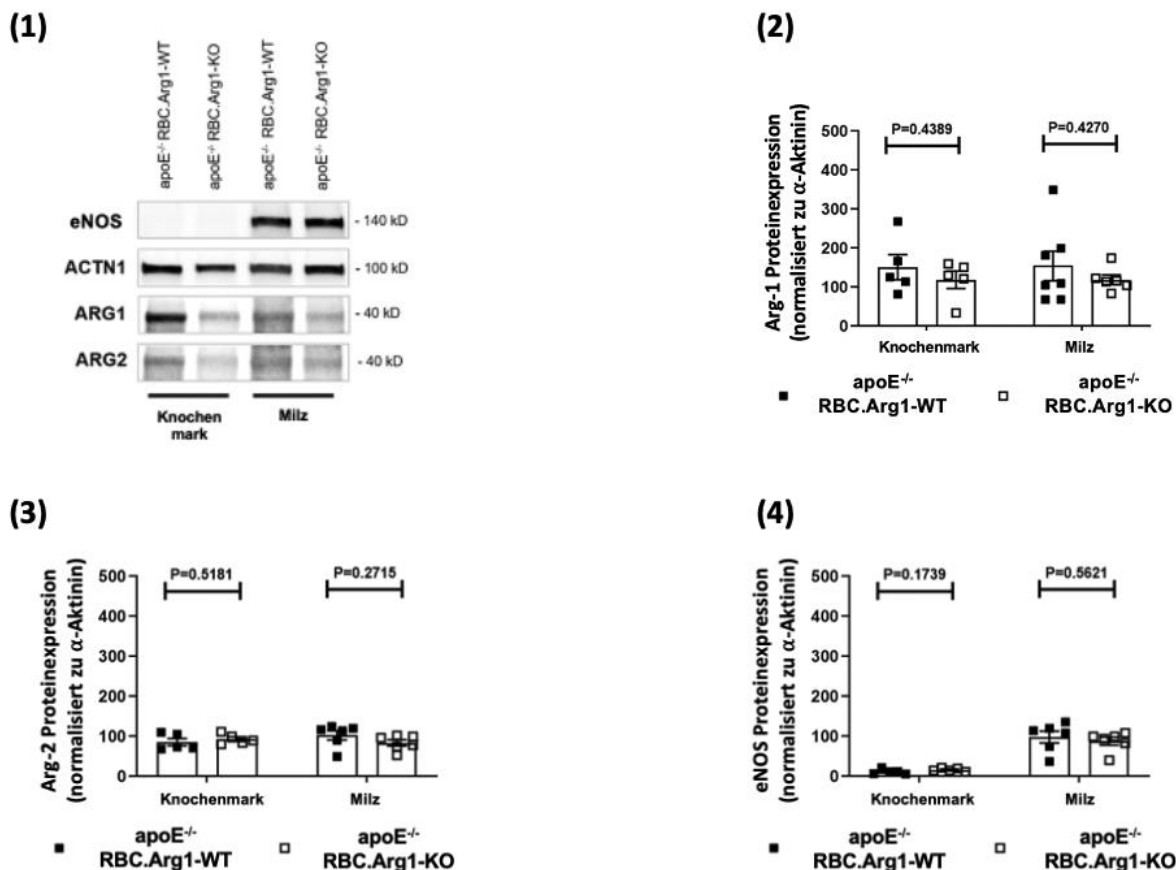 (1)
apoE-/- RBC.Arg1-WT
apoE-/- RBC.Arg1-KO
apoE-/- RBC.Arg1-WT
apoE-/- RBC.Arg1-KO
eNOS
- 140 kD
ACTN1
- 100 kD
ARG1
- 40 kD
ARG2
- 40 kD
Knochen
mark
Milz
(2)
Arg-1 Proteinexpression
(normalisiert zu α-Aktinin)
500
400
300
200
100
0
P=0.4389
P=0.4270
Knochenmark
Milz
apoE-/-
RBC.Arg1-WT
apoE-/-
RBC.Arg1-KO
(3)
Arg-2 Proteinexpression
(normalisiert zu α-Aktinin)
500
400
300
200
100
0
P=0.5181
P=0.2715
Knochenmark
Milz
apoE-/-
RBC.Arg1-WT
apoE-/-
RBC.Arg1-KO
(4)
eNOS Proteinexpression
(normalisiert zu α-Aktinin)
500
400
300
200
100
0
P=0.1739
P=0.5621
Knochenmark
Milz
apoE-/-
RBC.Arg1-WT
apoE-/-
RBC.Arg1-KO